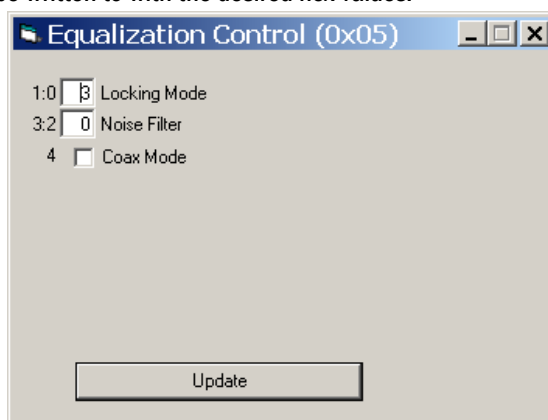 be written to with the desired hex values.
Equalization Control (0x05)
1:0 3 Locking Mode
3:2 0 Noise Filter
4 Coax Mode
Update